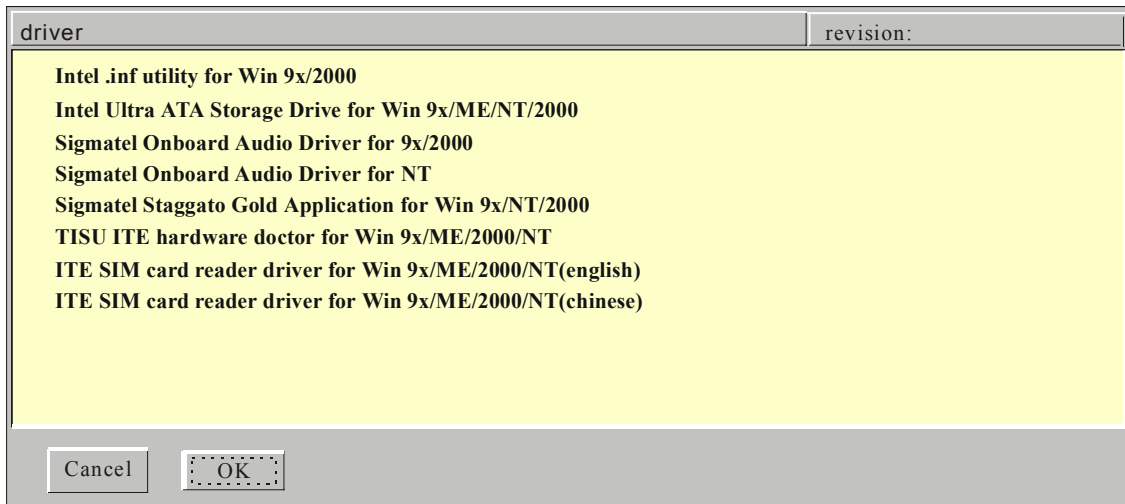 driver revision:
Intel .inf utility for Win 9x/2000
Intel Ultra ATA Storage Drive for Win 9x/ME/NT/2000
Sigmatel Onboard Audio Driver for 9x/2000
Sigmatel Onboard Audio Driver for NT
Sigmatel Staggato Gold Application for Win 9x/NT/2000
TISU ITE hardware doctor for Win 9x/ME/2000/NT
ITE SIM card reader driver for Win 9x/ME/2000/NT(english)
ITE SIM card reader driver for Win 9x/ME/2000/NT(chinese)
Cancel OK